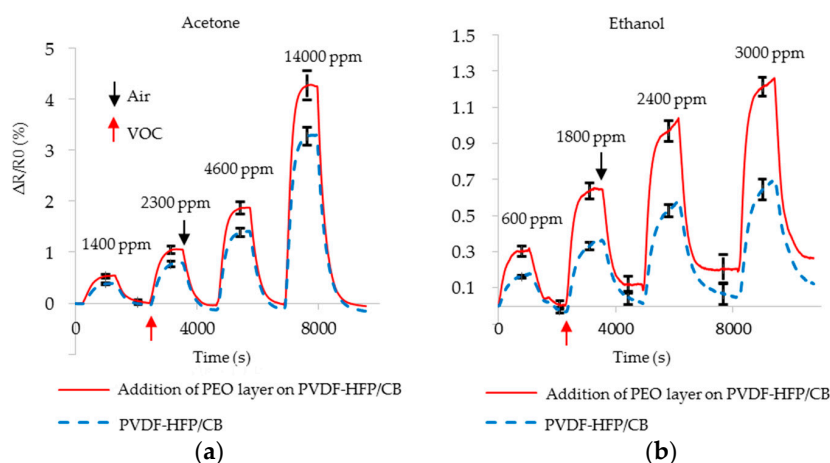 Acetone
5
4
3
2
1
0
ΔR/R0 (%)
Air
VOC
1400 ppm
2300 ppm
4600 ppm
14000 ppm
4000
8000
Time (s)
Addition of PEO layer on PVDF-HFP/CB
PVDF-HFP/CB
(a)
Ethanol
1.5
1.3
1.1
0.9
0.7
0.5
0.3
0.1
600 ppm
1800 ppm
2400 ppm
3000 ppm
0
4000
8000
Time (s)
Addition of PEO layer on PVDF-HFP/CB
PVDF-HFP/CB
(b)